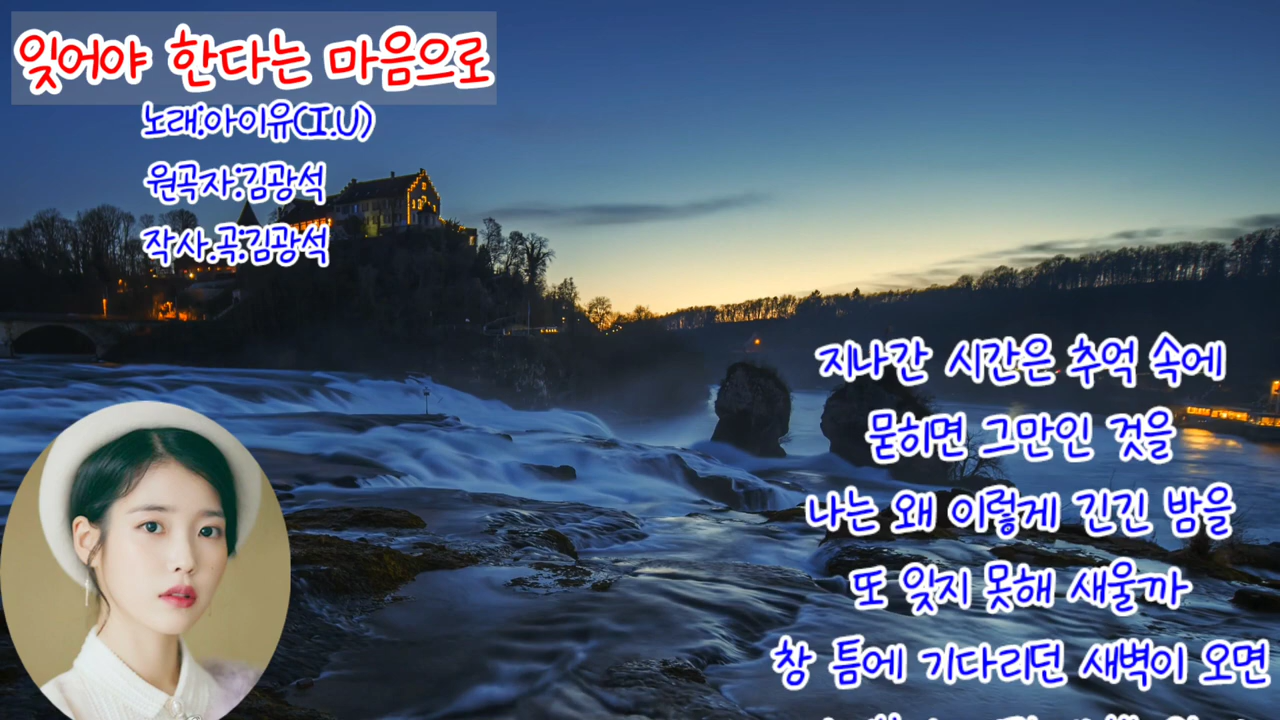 잊어야 한다는 마음으로
노래:아이유(I.U)
원곡자:김광석
작사.곡:김광석
지나간 시간은 추억 속에
묻히면 그만인 것을
나는 왜 이렇게 긴긴 밤을
또 잊지 못해 새울까
창 틈에 기다리던 새벽이 오면